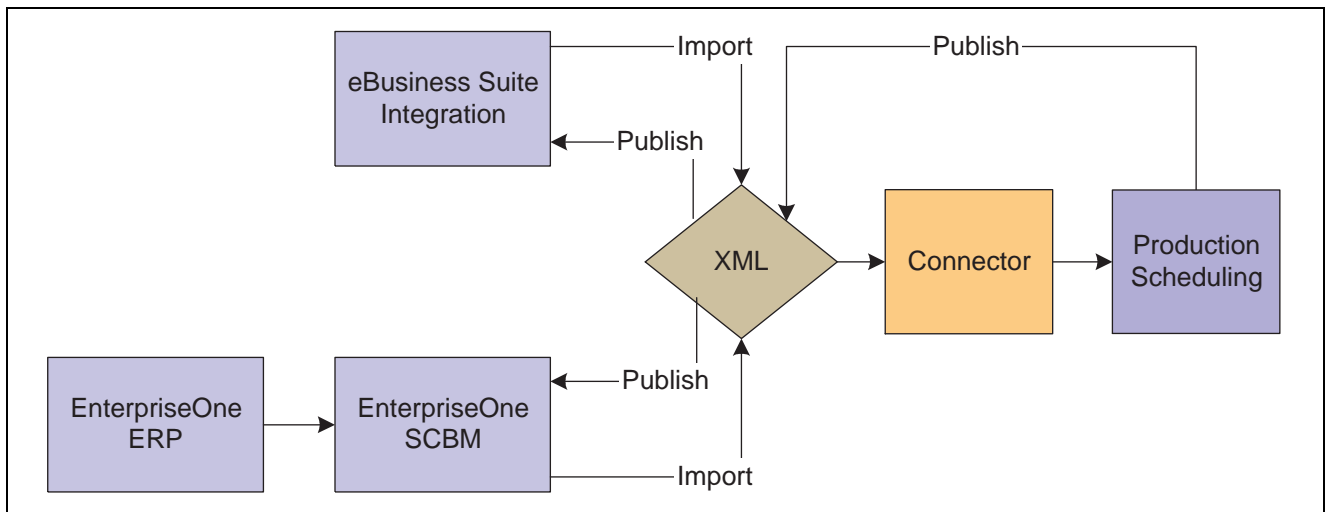 eBusiness Suite
Integration
Import
Publish
Publish
XML
Connector
Production
Scheduling
EnterpriseOne
ERP
EnterpriseOne
SCBM
Publish
Import